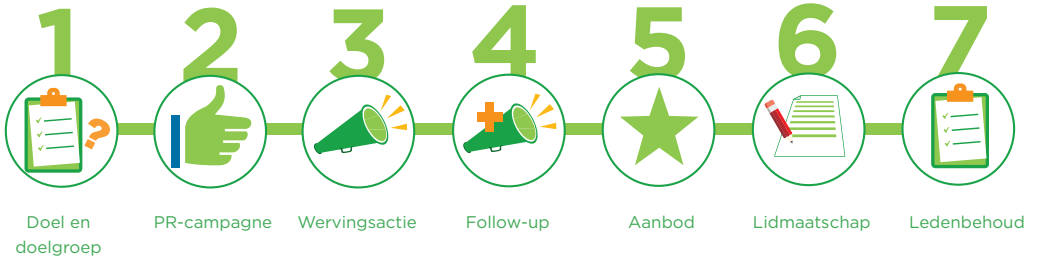 1 2 3 4 5 6 7
Doel en
doelgroep
PR-campagne
Wervingsactie
Follow-up
Aanbod
Lidmaatschap
Ledenbehoud